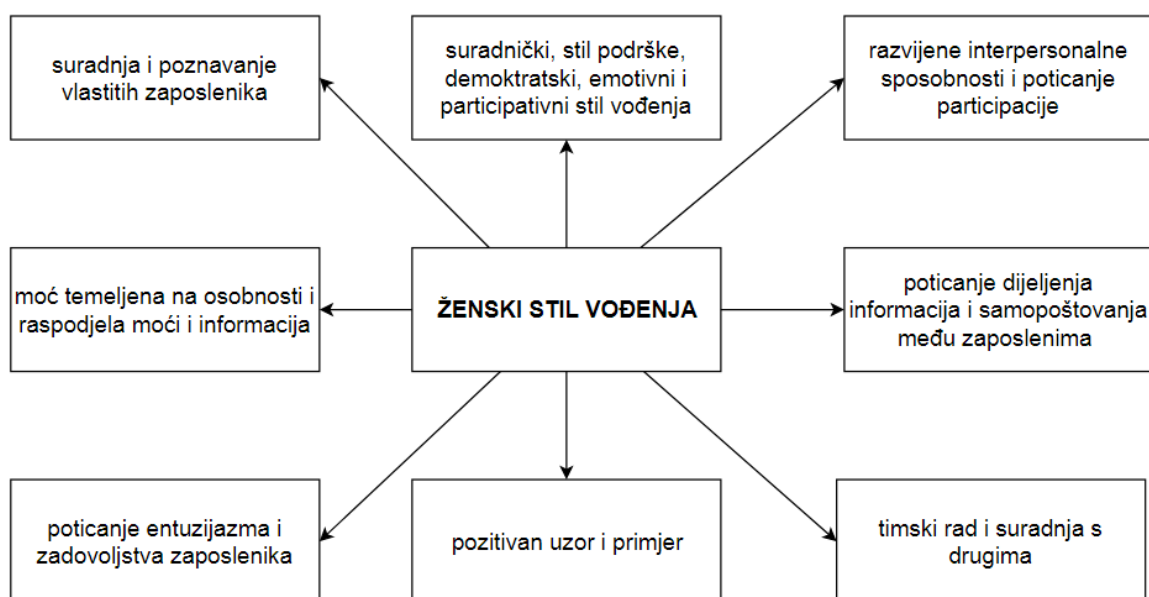 suradnja i poznavanje
vlastitih zaposlenika
suradnički, stil podrške,
demoktratski, emotivni i
participativni stil vođenja
razvijene interpersonalne
sposobnosti i poticanje
participacije
moć temeljena na osobnosti i
raspodjela moći i informacija
ŽENSKI STIL VOĐENJA
poticanje dijeljenja
informacija i samopoštovanja
među zaposlenima
poticanje entuzijazma i
zadovoljstva zaposlenika
pozitivan uzor i primjer
timski rad i suradnja s
drugima